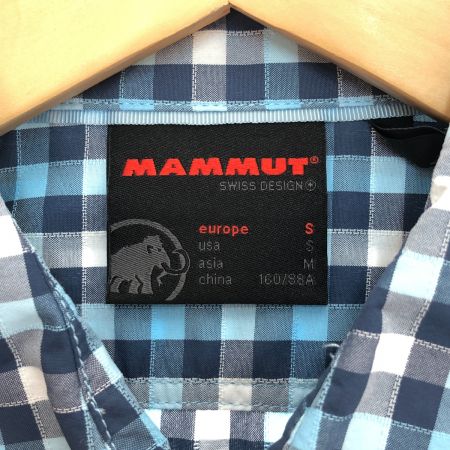 MAMMUT®
SWISS DESIGN
europe S
usa S
asia M
china 160/88A